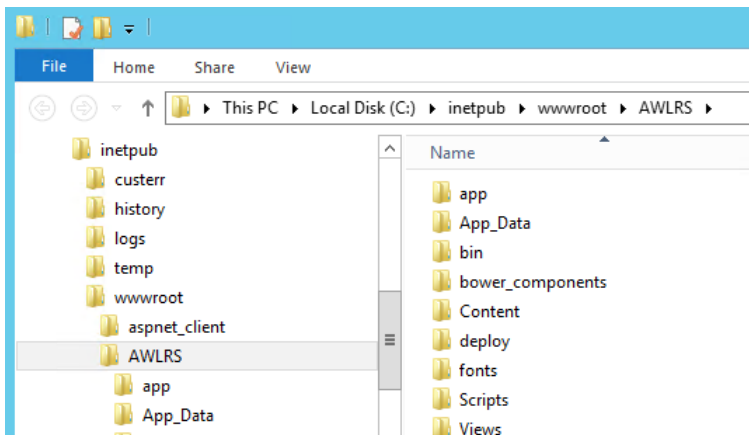 File Home Share View
This PC Local Disk (C:) inetpub wwwroot AWLRS
inetpub
custerr
history
logs
temp
wwwroot
aspnet_client
AWLRS
app
App_Data
Name
app
App_Data
bin
bower_components
Content
deploy
fonts
Scripts
Views